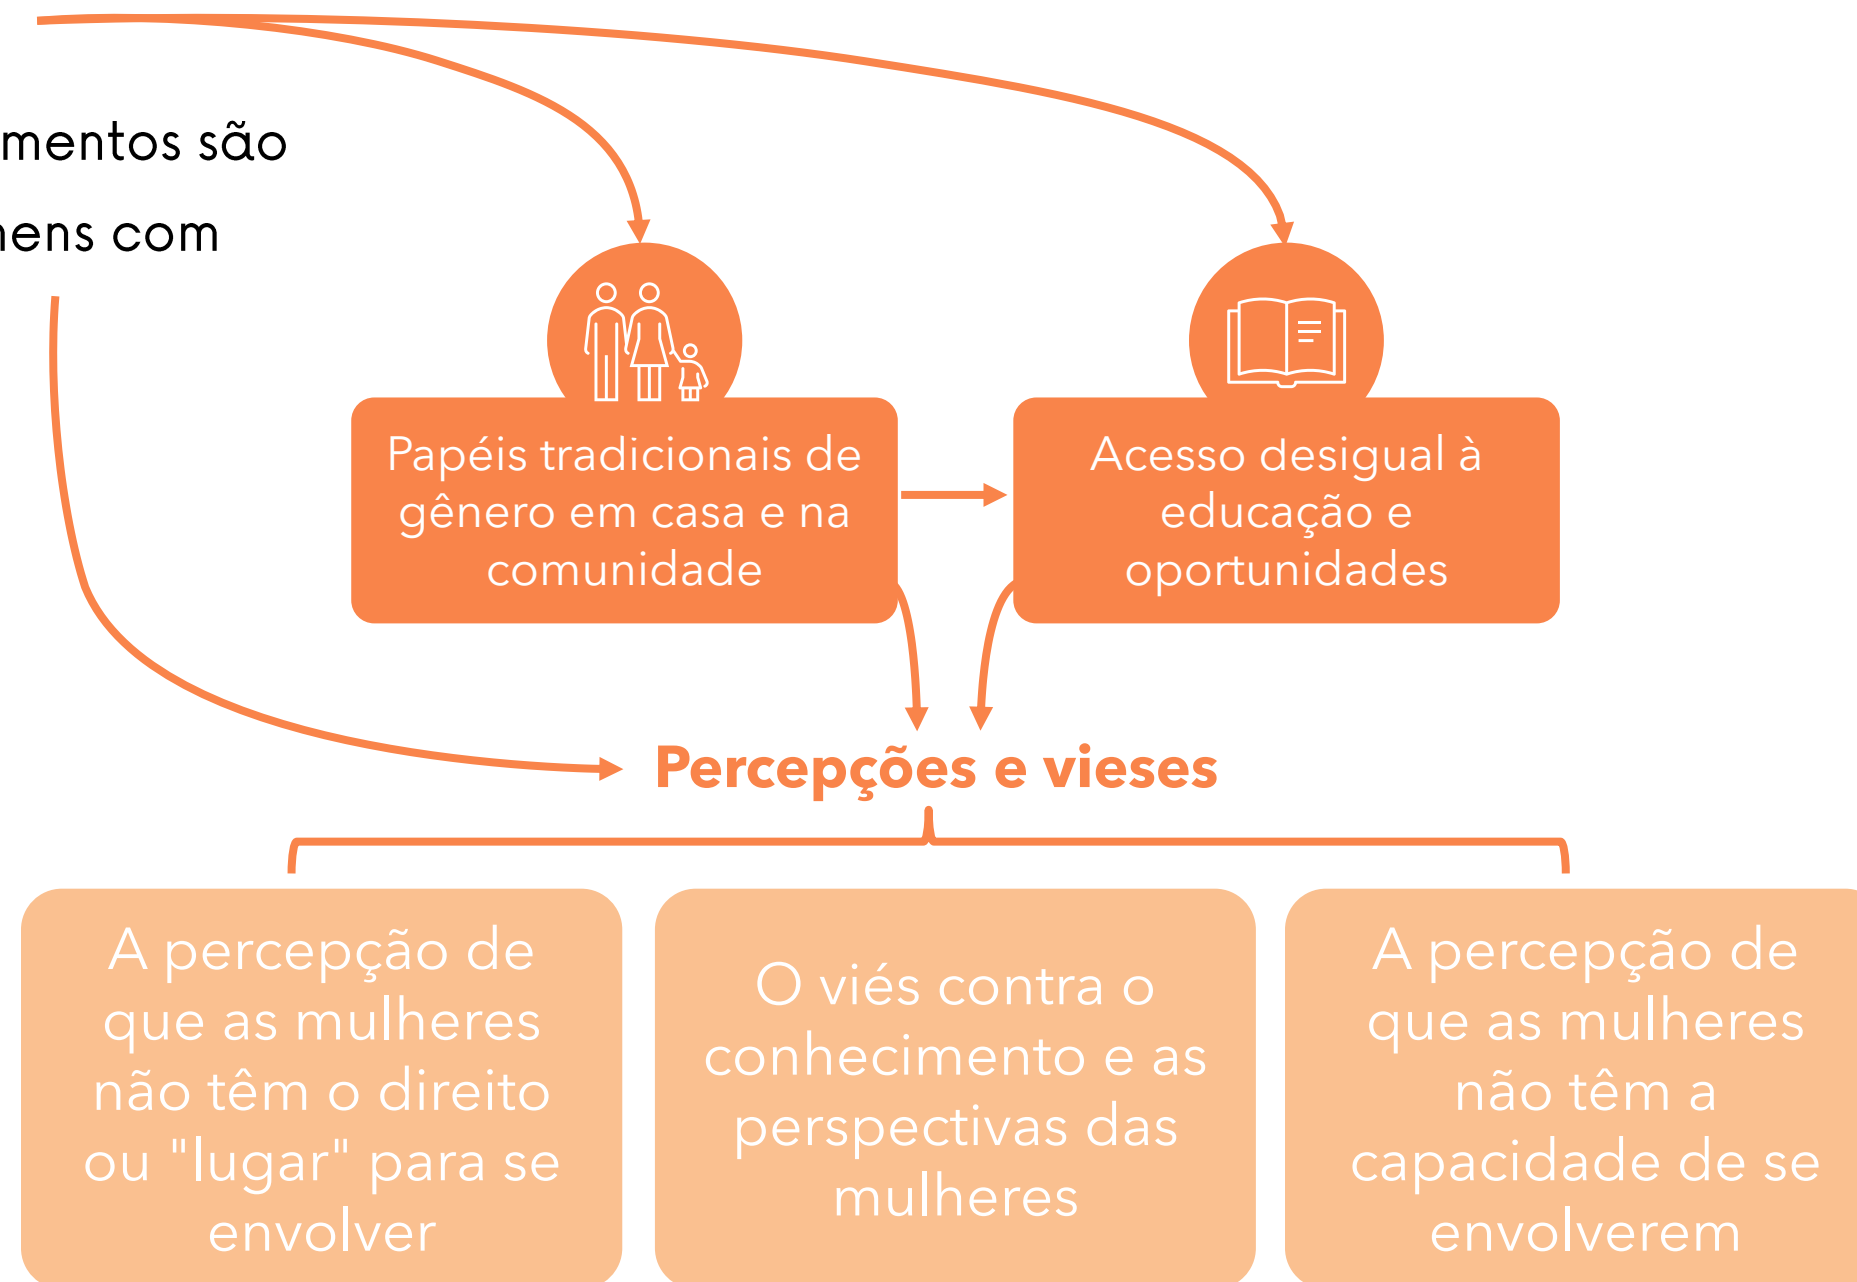 mentos são
ens com
Papéis tradicionais de
gênero em casa e na
comunidade
Acesso desigual à
educação e
oportunidades
Percepções e vieses
A percepção de
que as mulheres
não têm o direito
ou "lugar" para se
envolver
O viés contra o
conhecimento e as
perspectivas das
mulheres
A percepção de
que as mulheres
não têm a
capacidade de se
envolverem